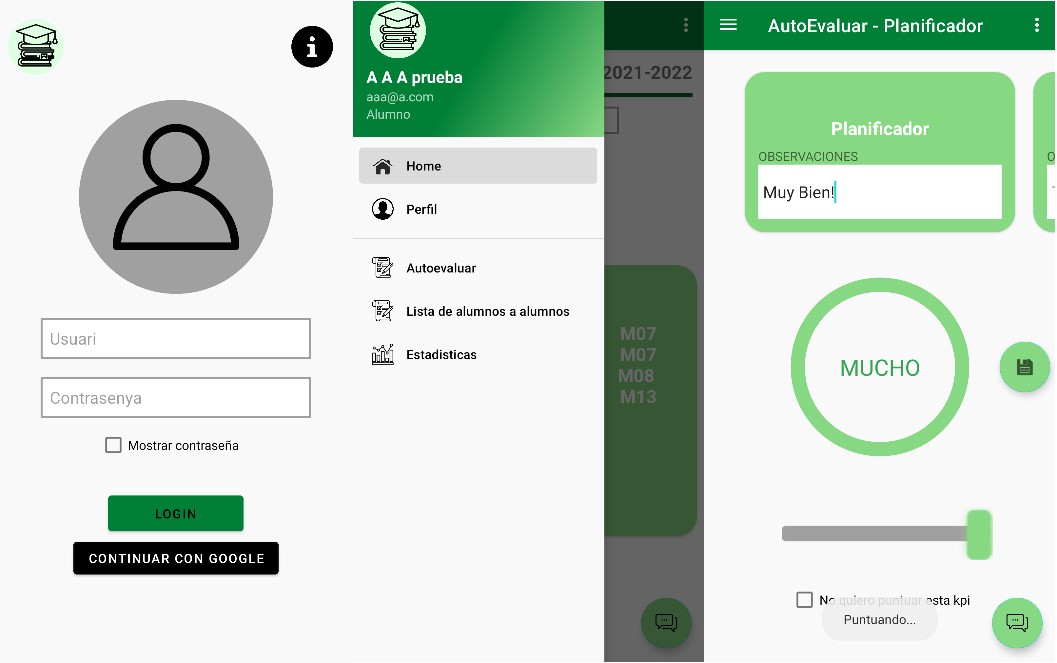 Usuari
Contrasenya
Mostrar contraseña
LOGIN
CONTINUAR CON GOOGLE
A A A prueba
aaa@a.com
Alumno
Home
Perfil
Autoevaluar
Lista de alumnos a alumnos
Estadisticas
2021-2022
M07
M07
M08
M13
AutoEvaluar - Planificador
Planificador
OBSERVACIONES
Muy Bien!
MUCHO
No quiero puntuar esta kpi
Puntuando...